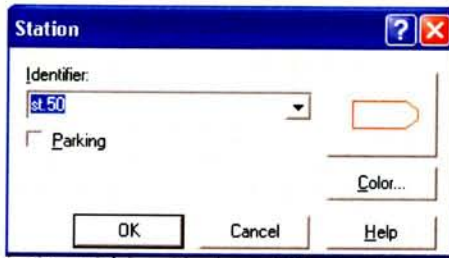 Station
Identifier:
st.50
Parking
Color...
OK
Cancel
Help